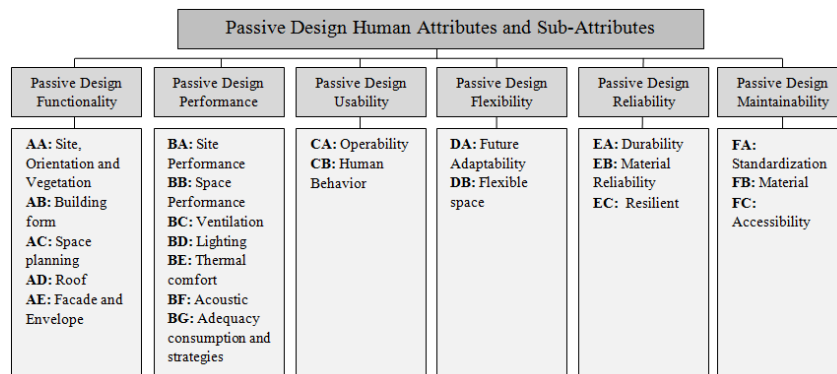 Passive Design Human Attributes and Sub-Attributes
Passive Design
Functionality
Passive Design
Performance
Passive Design
Usability
Passive Design
Flexibility
Passive Design
Reliability
Passive Design
Maintainability
AA: Site,
Orientation and
Vegetation
AB: Building
form
AC: Space
planning
AD: Roof
AE: Facade and
Envelope
BA: Site
Performance
BB: Space
Performance
BC: Ventilation
BD: Lighting
BE: Thermal
comfort
BF: Acoustic
BG: Adequacy
consumption and
strategies
CA: Operability
CB: Human
Behavior
DA: Future
Adaptability
DB: Flexible
space
EA: Durability
EB: Material
Reliability
EC: Resilient
FA:
Standardization
FB: Material
FC:
Accessibility